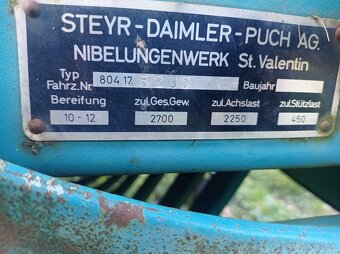 STEYR-DAIMLER-PUCH AG.
NIBELUNGENWERK St. Valentin
Typ 804.17
Fahrz.Nr. Baujahr
Bereifung zul.Ges.Gew. zul.Achslast zul.Stützlast
10-12 2700 2250 450